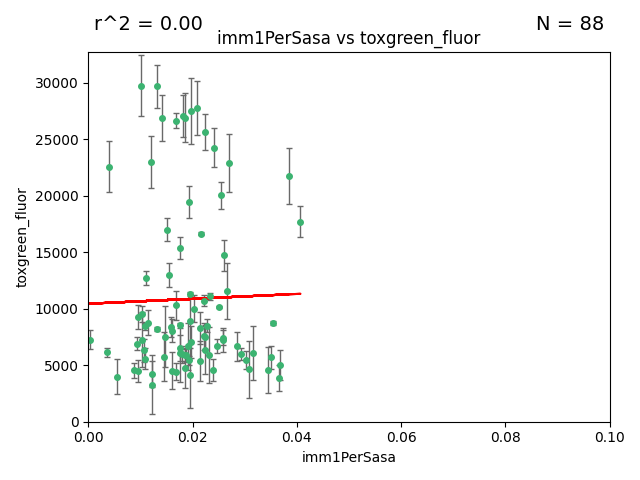 r^2 = 0.00
N = 88
imm1PerSasa vs toxgreen_fluor
toxgreen_fluor
30000
25000
20000
15000
10000
5000
0
0.00 0.02 0.04 0.06 0.08 0.10
imm1PerSasa